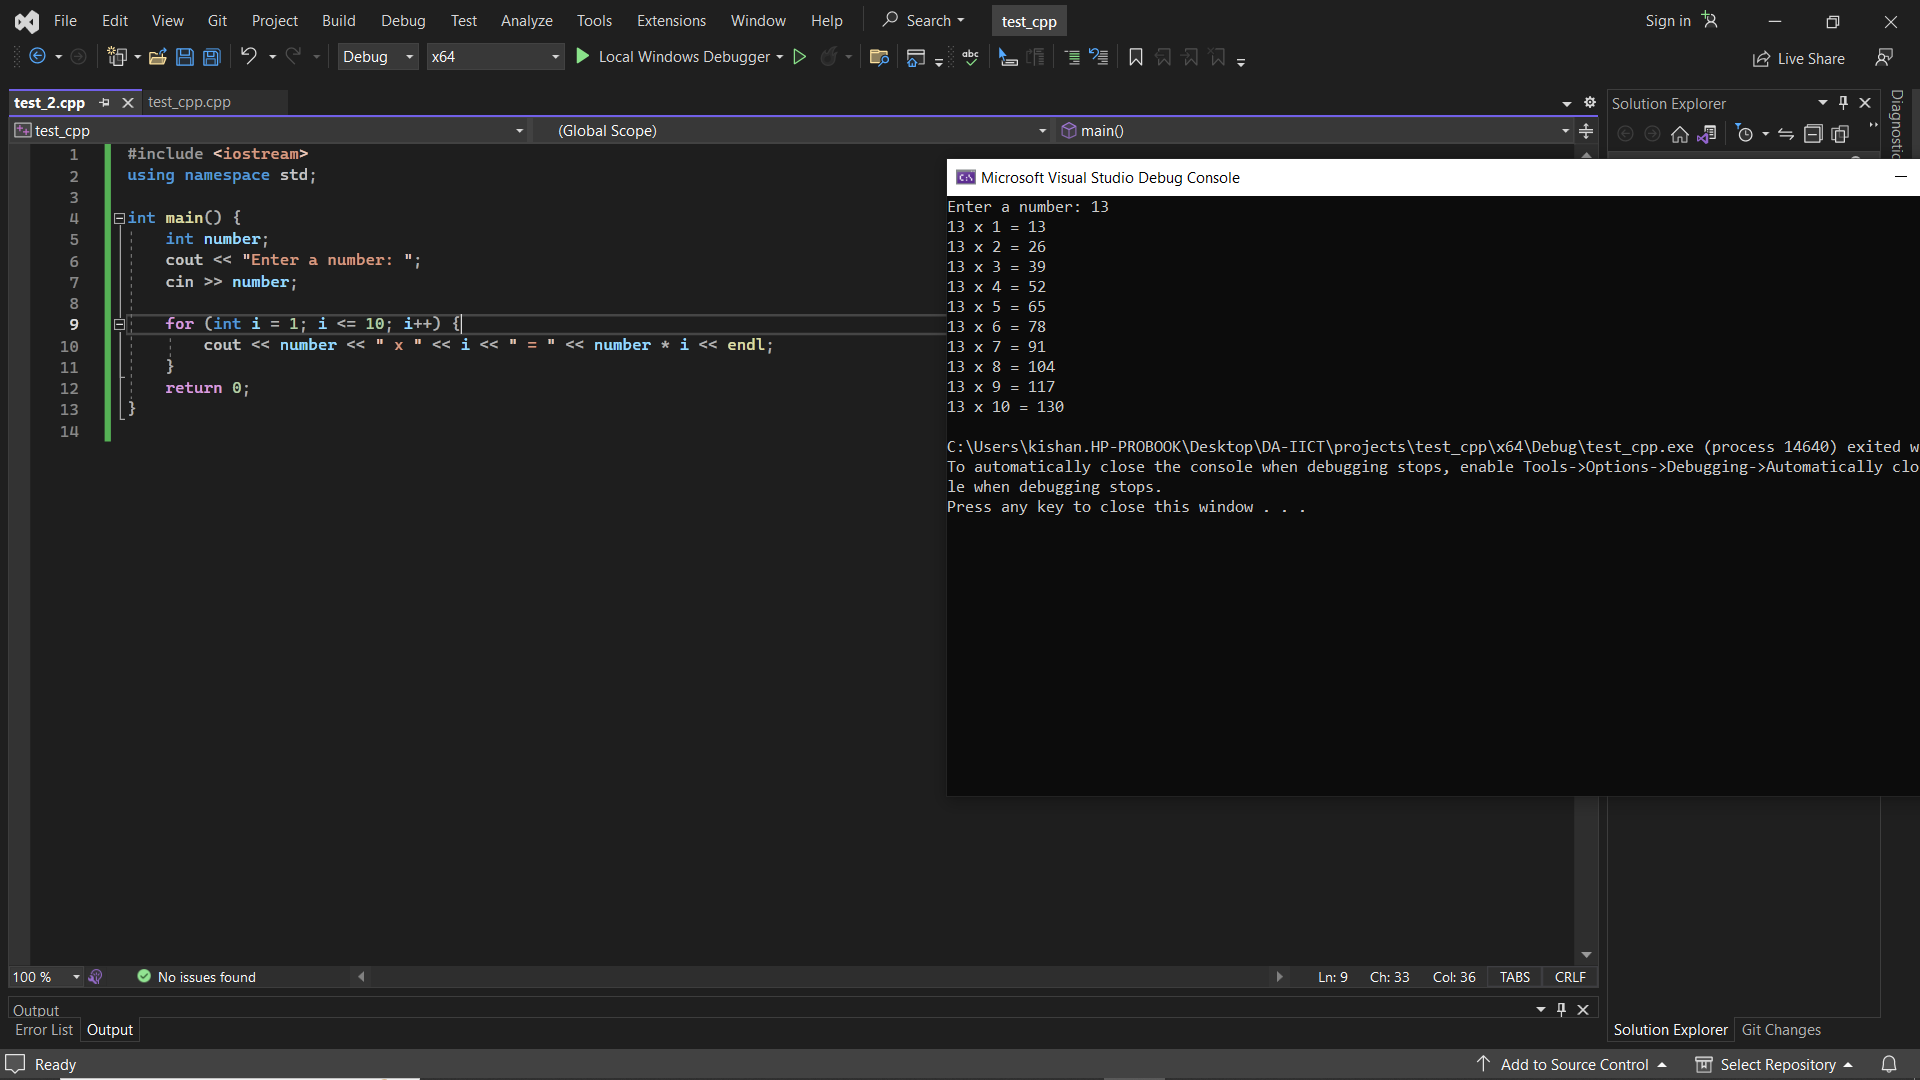 File Edit View Git Project Build Debug Test Analyze Tools Extensions Window Help Search test_cpp Sign in
Debug x64 Local Windows Debugger Live Share
test_2.cpp test_cpp.cpp
Solution Explorer
test_cpp (Global Scope) main()
1 #include <iostream>
2 using namespace std;
3
4 int main() {
5 int number;
6 cout << "Enter a number: ";
7 cin >> number;
8
9 for (int i = 1; i <= 10; i++) {
10 cout << number << " x " << i << " = " << number * i << endl;
11 }
12 return 0;
13 }
14
Microsoft Visual Studio Debug Console
Enter a number: 13
13 x 1 = 13
13 x 2 = 26
13 x 3 = 39
13 x 4 = 52
13 x 5 = 65
13 x 6 = 78
13 x 7 = 91
13 x 8 = 104
13 x 9 = 117
13 x 10 = 130
C:\Users\kishan.HP-PROBOOK\Desktop\DA-IICT\projects\test_cpp\x64\Debug\test_cpp.exe (process 14640) exited w
To automatically close the console when debugging stops, enable Tools->Options->Debugging->Automatically clo
le when debugging stops.
Press any key to close this window . . .
Diagnostic
100 % No issues found Ln: 9 Ch: 33 Col: 36 TABS CRLF
Output
Error List Output
Solution Explorer Git Changes
Ready Add to Source Control Select Repository